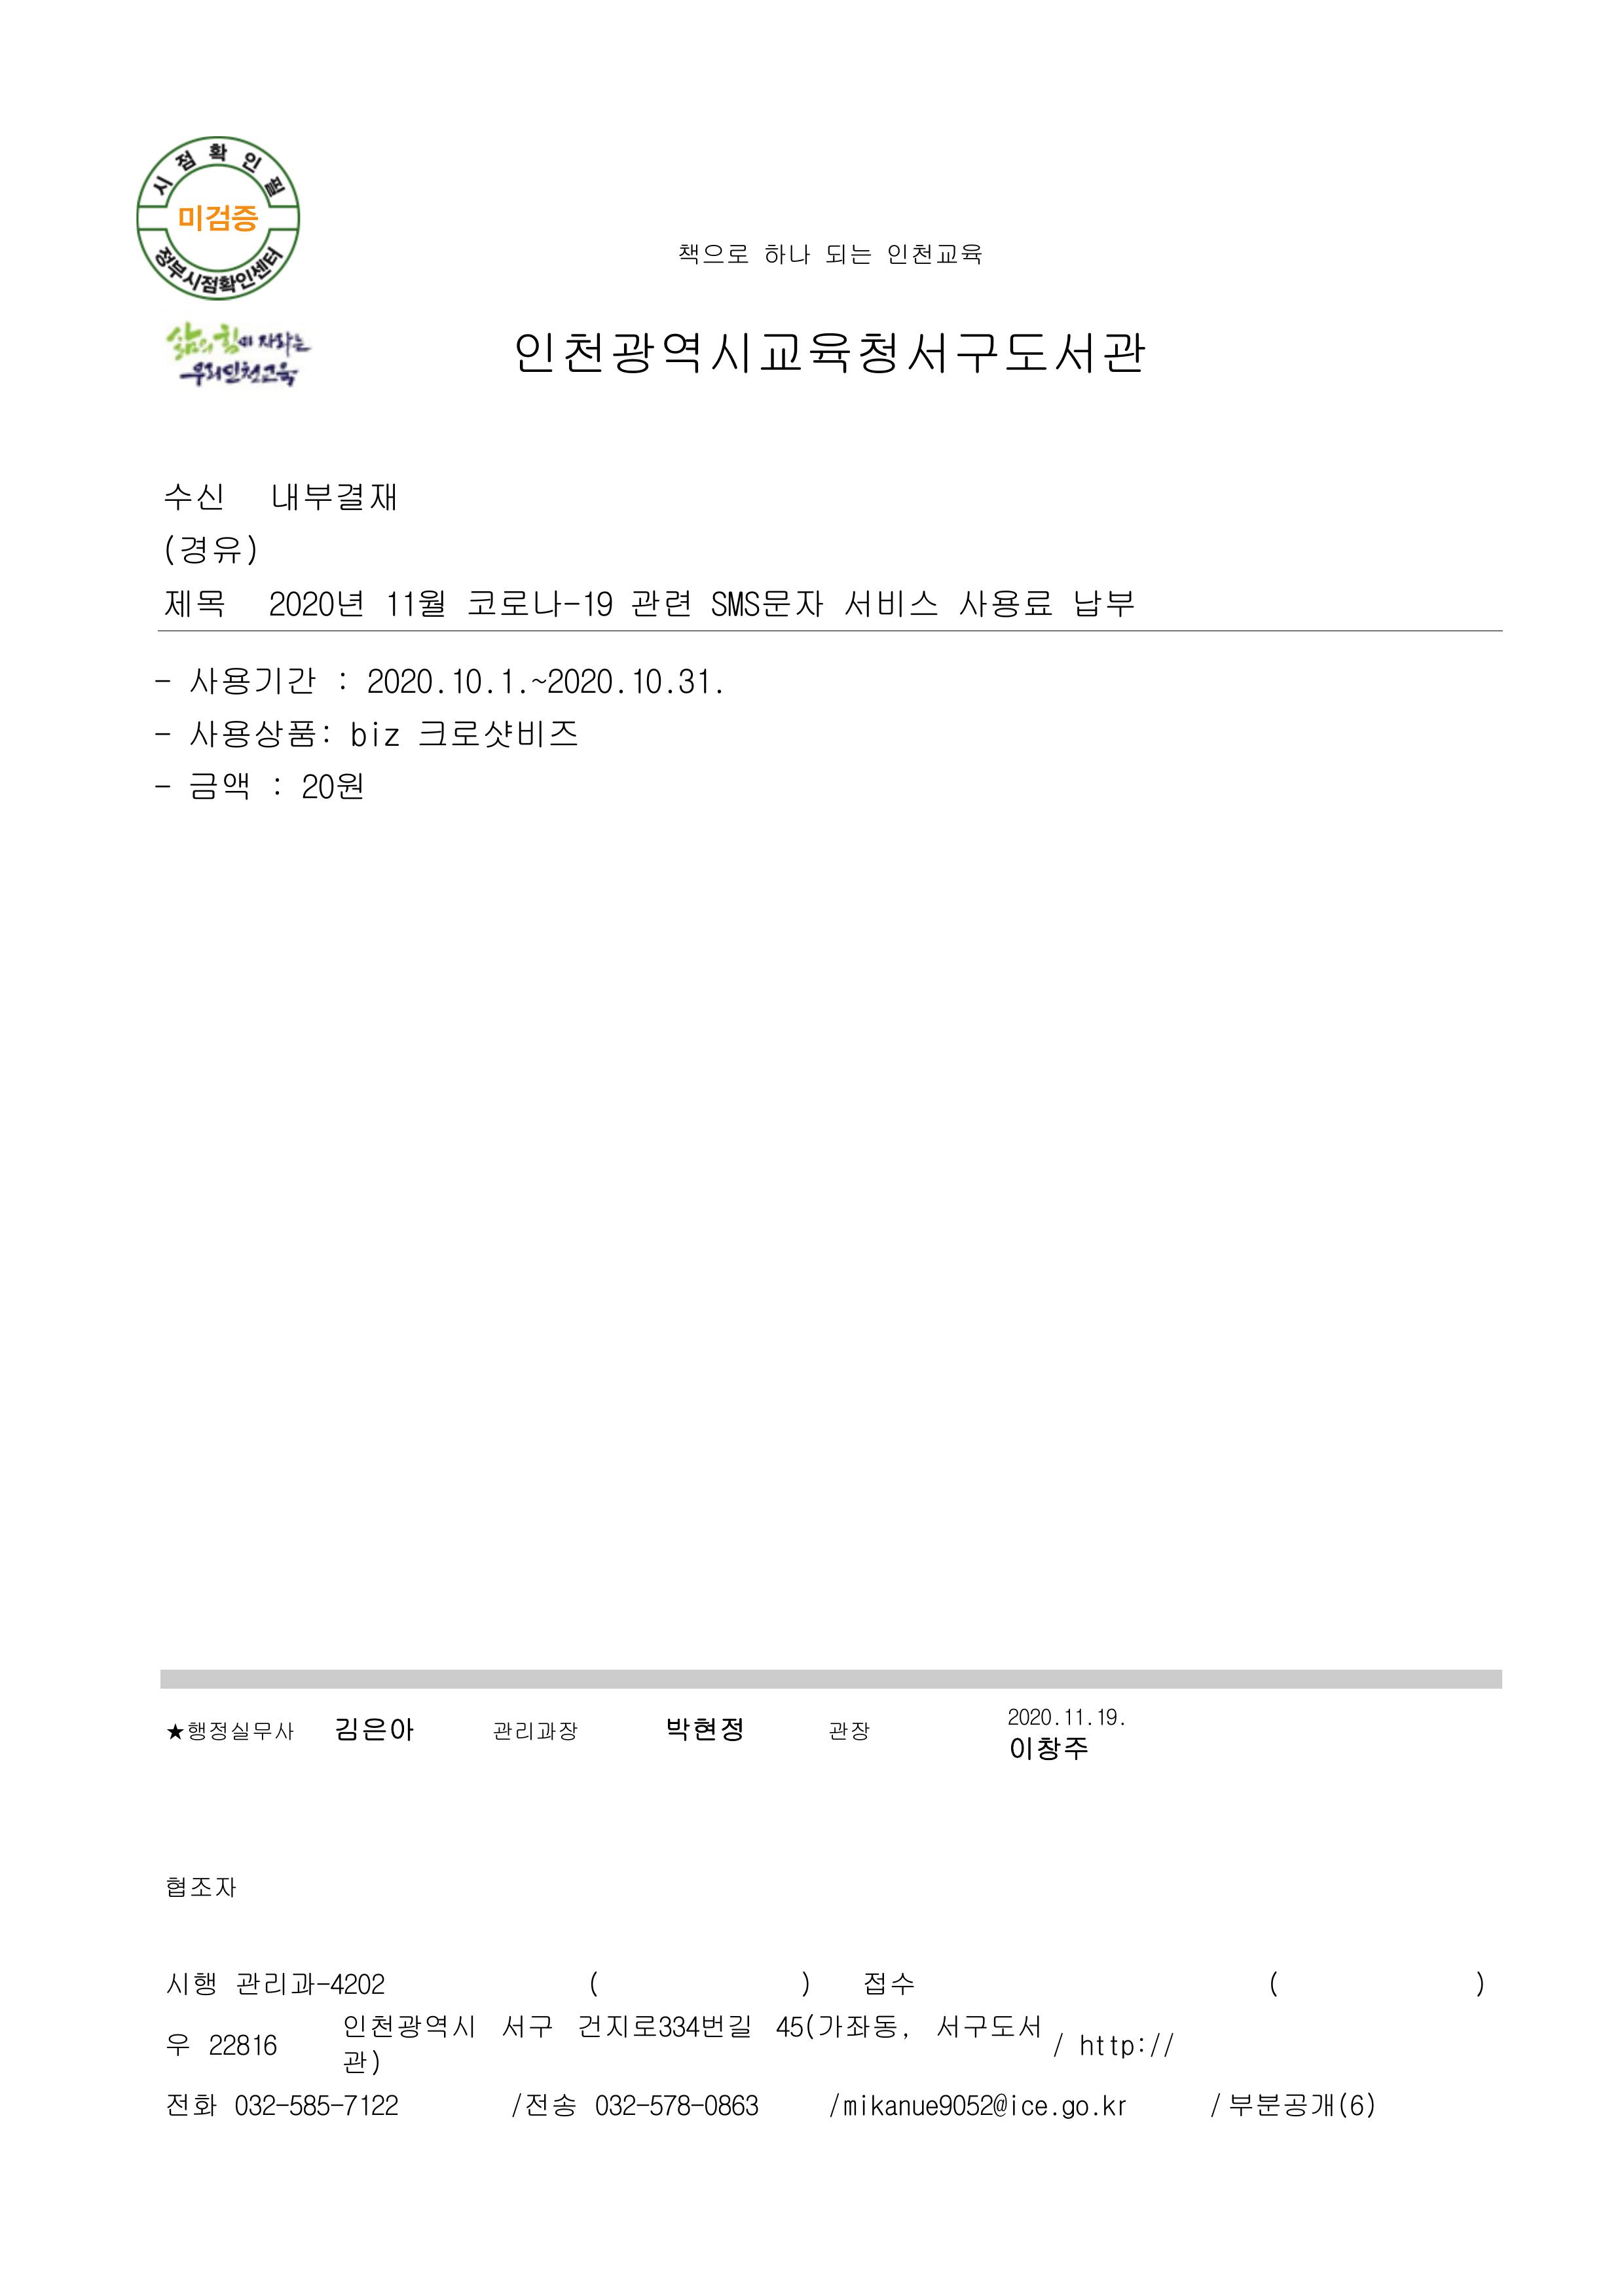 시점확인필
미검증
정부시점확인센터
책으로 하나 되는 인천교육
삶의 힘이 자라는
우리인천교육
인천광역시교육청서구도서관
수신 내부결재
(경유)
제목 2020년 11월 코로나-19 관련 SMS문자 서비스 사용료 납부
- 사용기간 : 2020.10.1.~2020.10.31.
- 사용상품: biz 크로샷비즈
- 금액 : 20원
★행정실무사 김은아 관리과장 박현정 관장 2020.11.19.
이창주
협조자
시행 관리과-4202 ( ) 접수 ( )
우 22816 인천광역시 서구 건지로334번길 45(가좌동, 서구도서
관) / http://
전화 032-585-7122 /전송 032-578-0863 /mikanue9052@ice.go.kr / 부분공개(6)